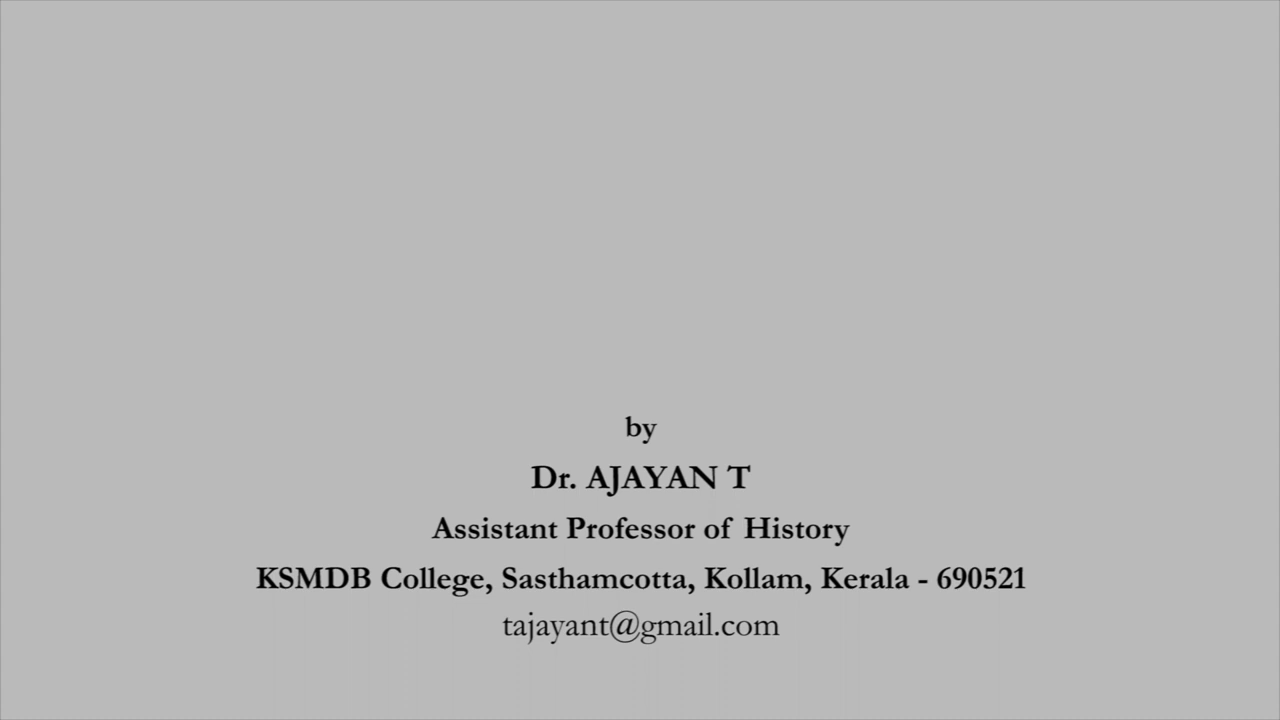 by
Dr. AJAYAN T
Assistant Professor of History
KSMDB College, Sasthamcotta, Kollam, Kerala - 690521
tajayant@gmail.com